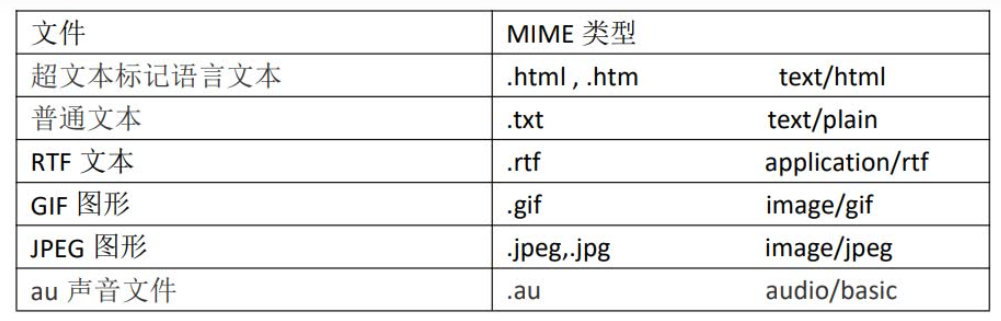 文件 MIME 类型
超文本标记语言文本 .html , .htm text/html
普通文本 .txt text/plain
RTF 文本 .rtf application/rtf
GIF 图形 .gif image/gif
JPEG 图形 .jpeg,.jpg image/jpeg
au 声音文件 .au audio/basic